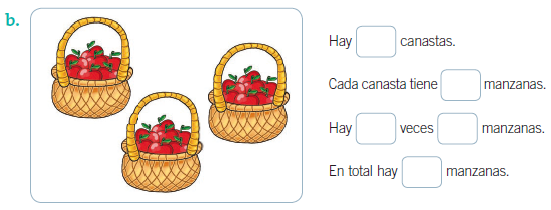 b.
Hay canastas.
Cada canasta tiene manzanas.
Hay veces manzanas.
En total hay manzanas.